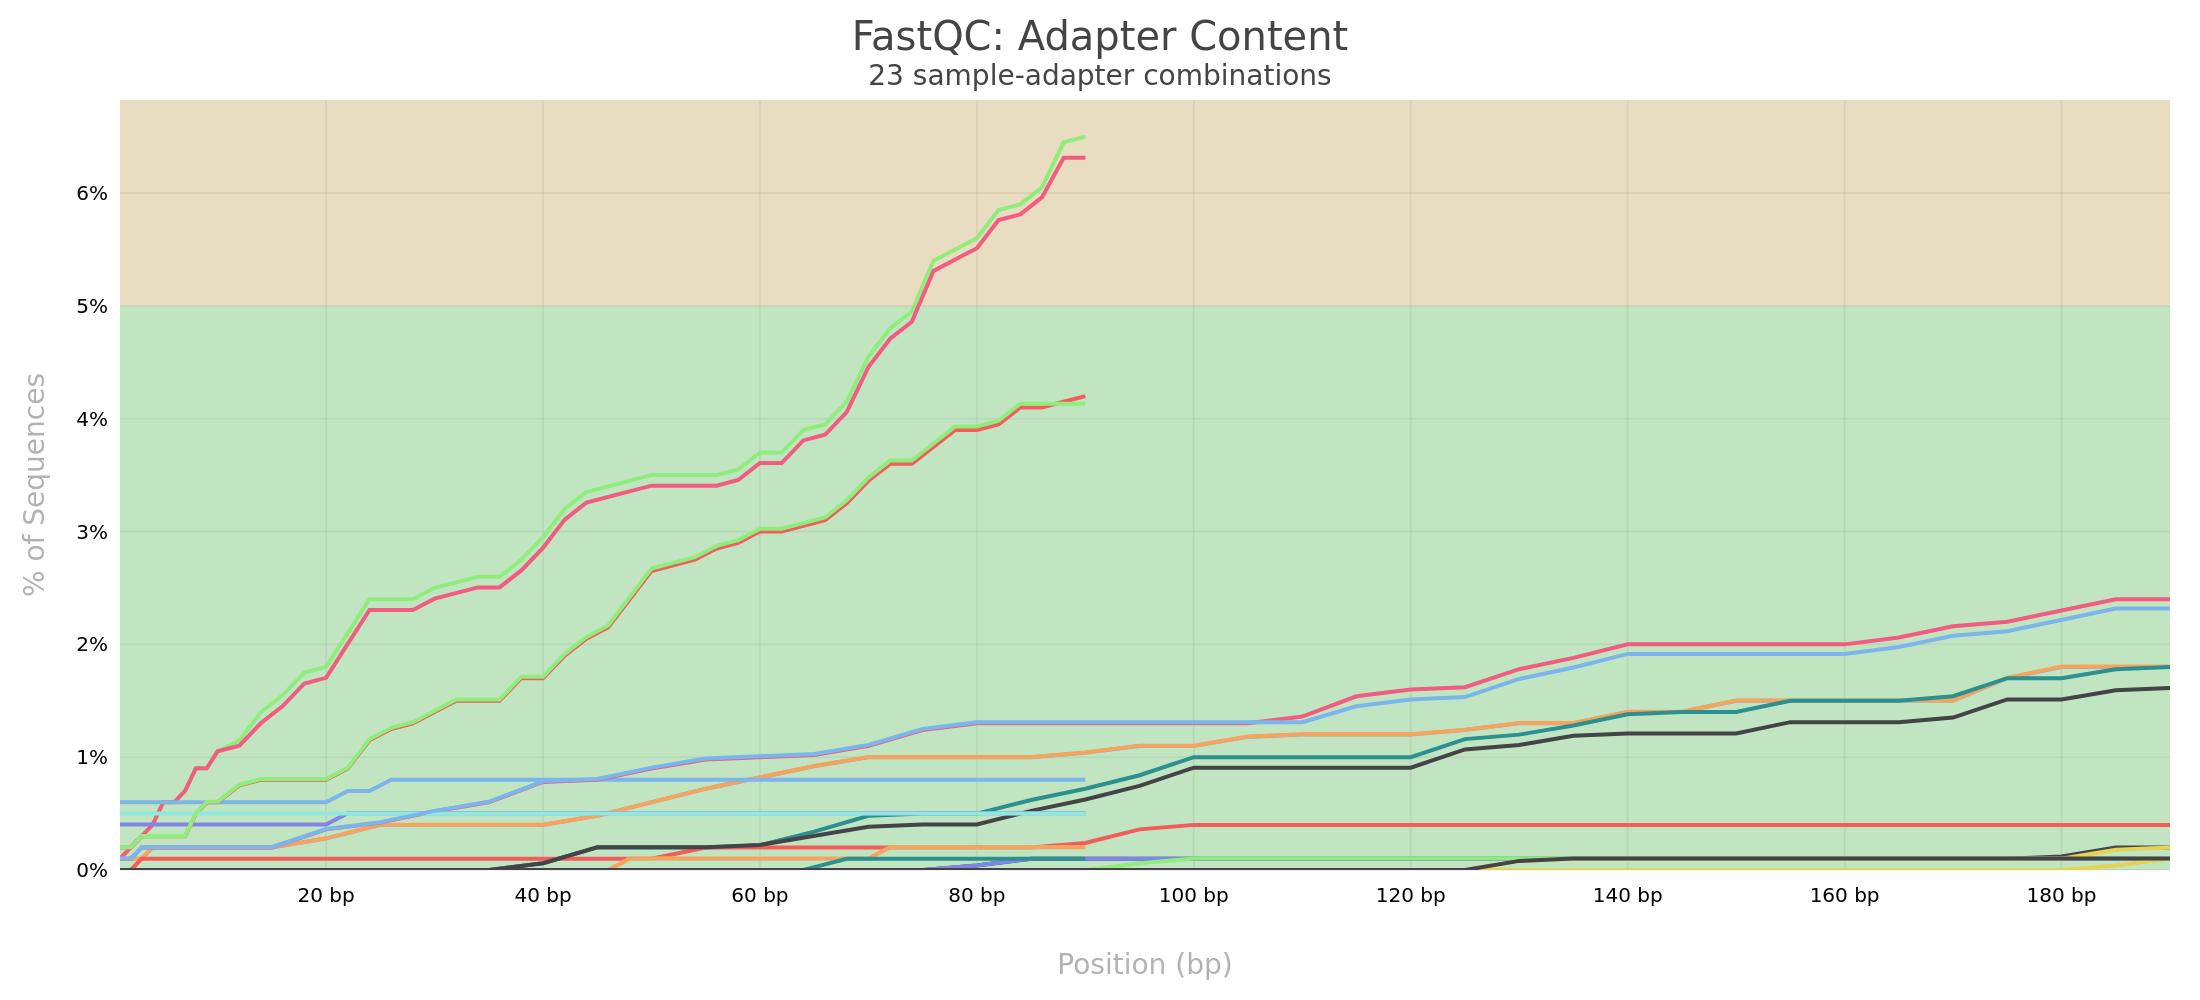 FastQC: Adapter Content
23 sample-adapter combinations
6%
5%
4%
3%
2%
1%
0%
% of Sequences
20 bp 40 bp 60 bp 80 bp 100 bp 120 bp 140 bp 160 bp 180 bp
Position (bp)